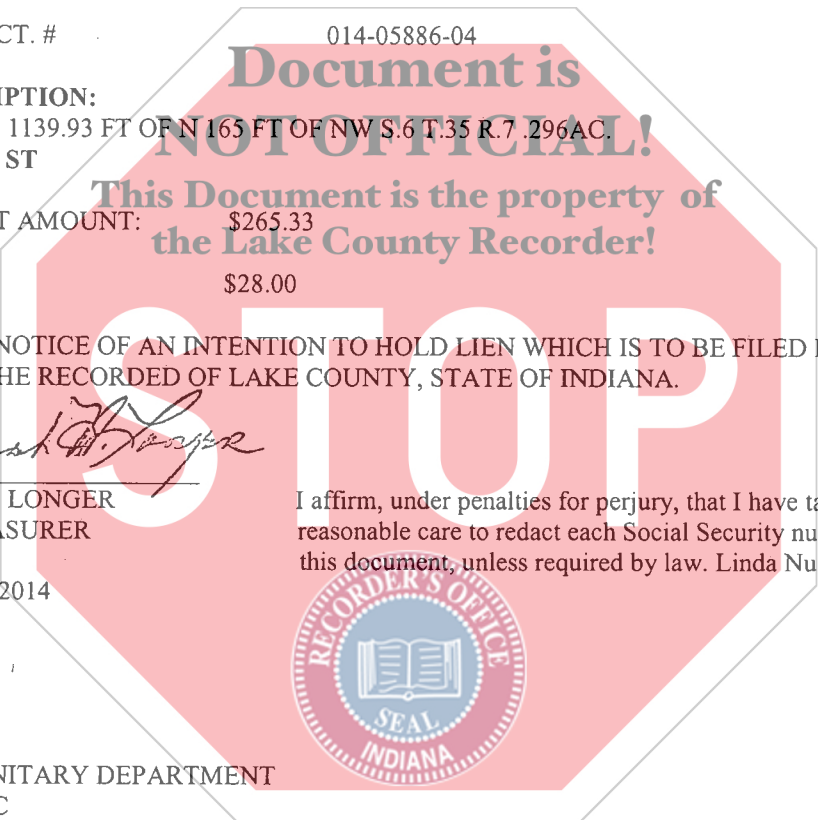 CT. # 014-05886-04
Document is
IPTION:
1139.93 FT OF N 165 FT OF NW S.6 T.35 R.7 .296AC.
NOT OFFICIAL!
ST
This Document is the property of
T AMOUNT: $265.33
the Lake County Recorder!
$28.00
NOTICE OF AN INTENTION TO HOLD LIEN WHICH IS TO BE FILED
HE RECORDED OF LAKE COUNTY, STATE OF INDIANA.
STOP
LONGER
ASURER
I affirm, under penalties for perjury, that I have ta
reasonable care to redact each Social Security nu
this document, unless required by law. Linda Nu
2014
RECORDER'S OFFICE
SEAL
INDIANA
NITARY DEPARTMENT
C